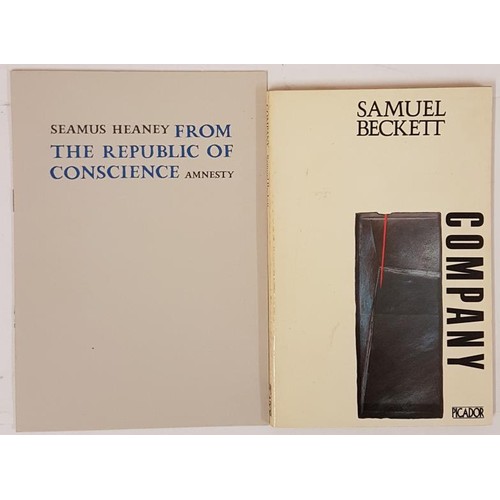 SEAMUS HEANEY FROM
THE REPUBLIC OF
CONSCIENCE AMNESTY
SAMUEL
BECKETT
COMPANY
PICADOR